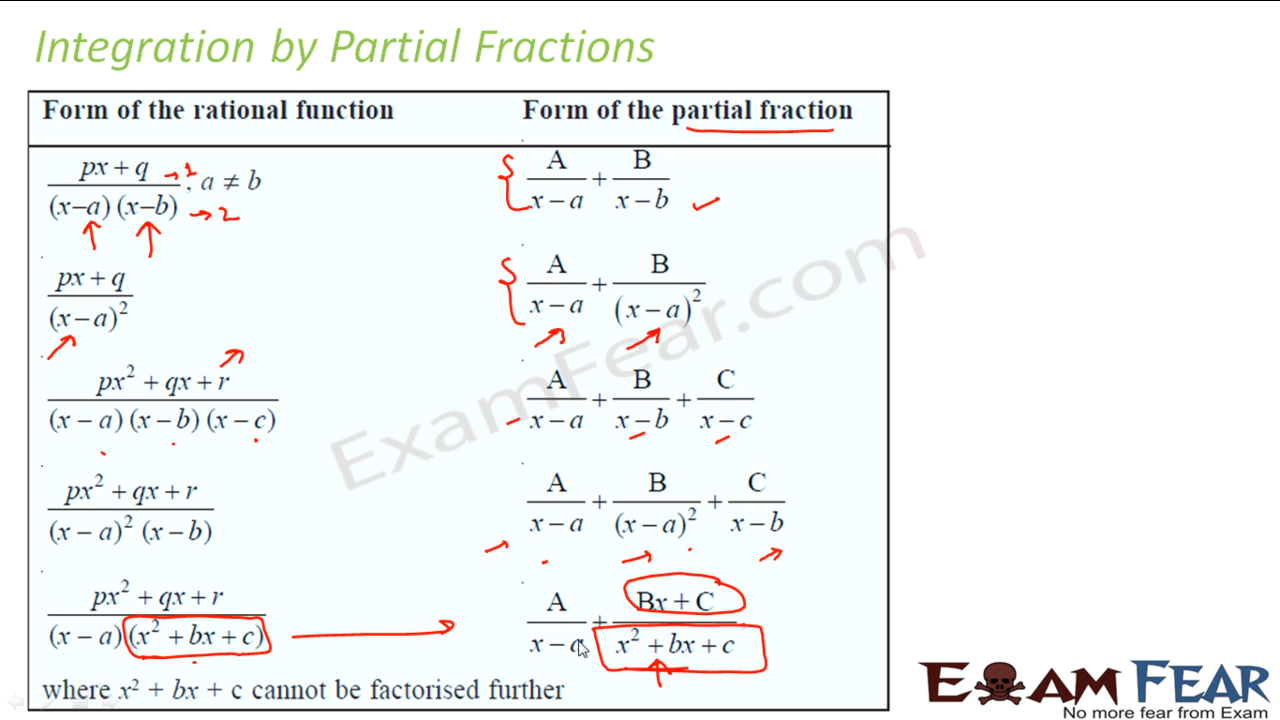 Integration by Partial Fractions
Form of the rational function Form of the partial fraction
px + q / (x–a) (x–b) , a ≠ b → 1 → 2 A / x – a + B / x – b ✓
px + q / (x – a)² A / x – a + B / (x – a)²
px² + qx + r / (x – a) (x – b) (x – c) A / x – a + B / x – b + C / x – c
px² + qx + r / (x – a)² (x – b) A / x – a + B / (x – a)² + C / x – b
px² + qx + r / (x – a) (x² + bx + c) A / x – a + Bx + C / x² + bx + c
where x² + bx + c cannot be factorised further
ExamFear.com
EXAM FEAR
No more fear from Exam